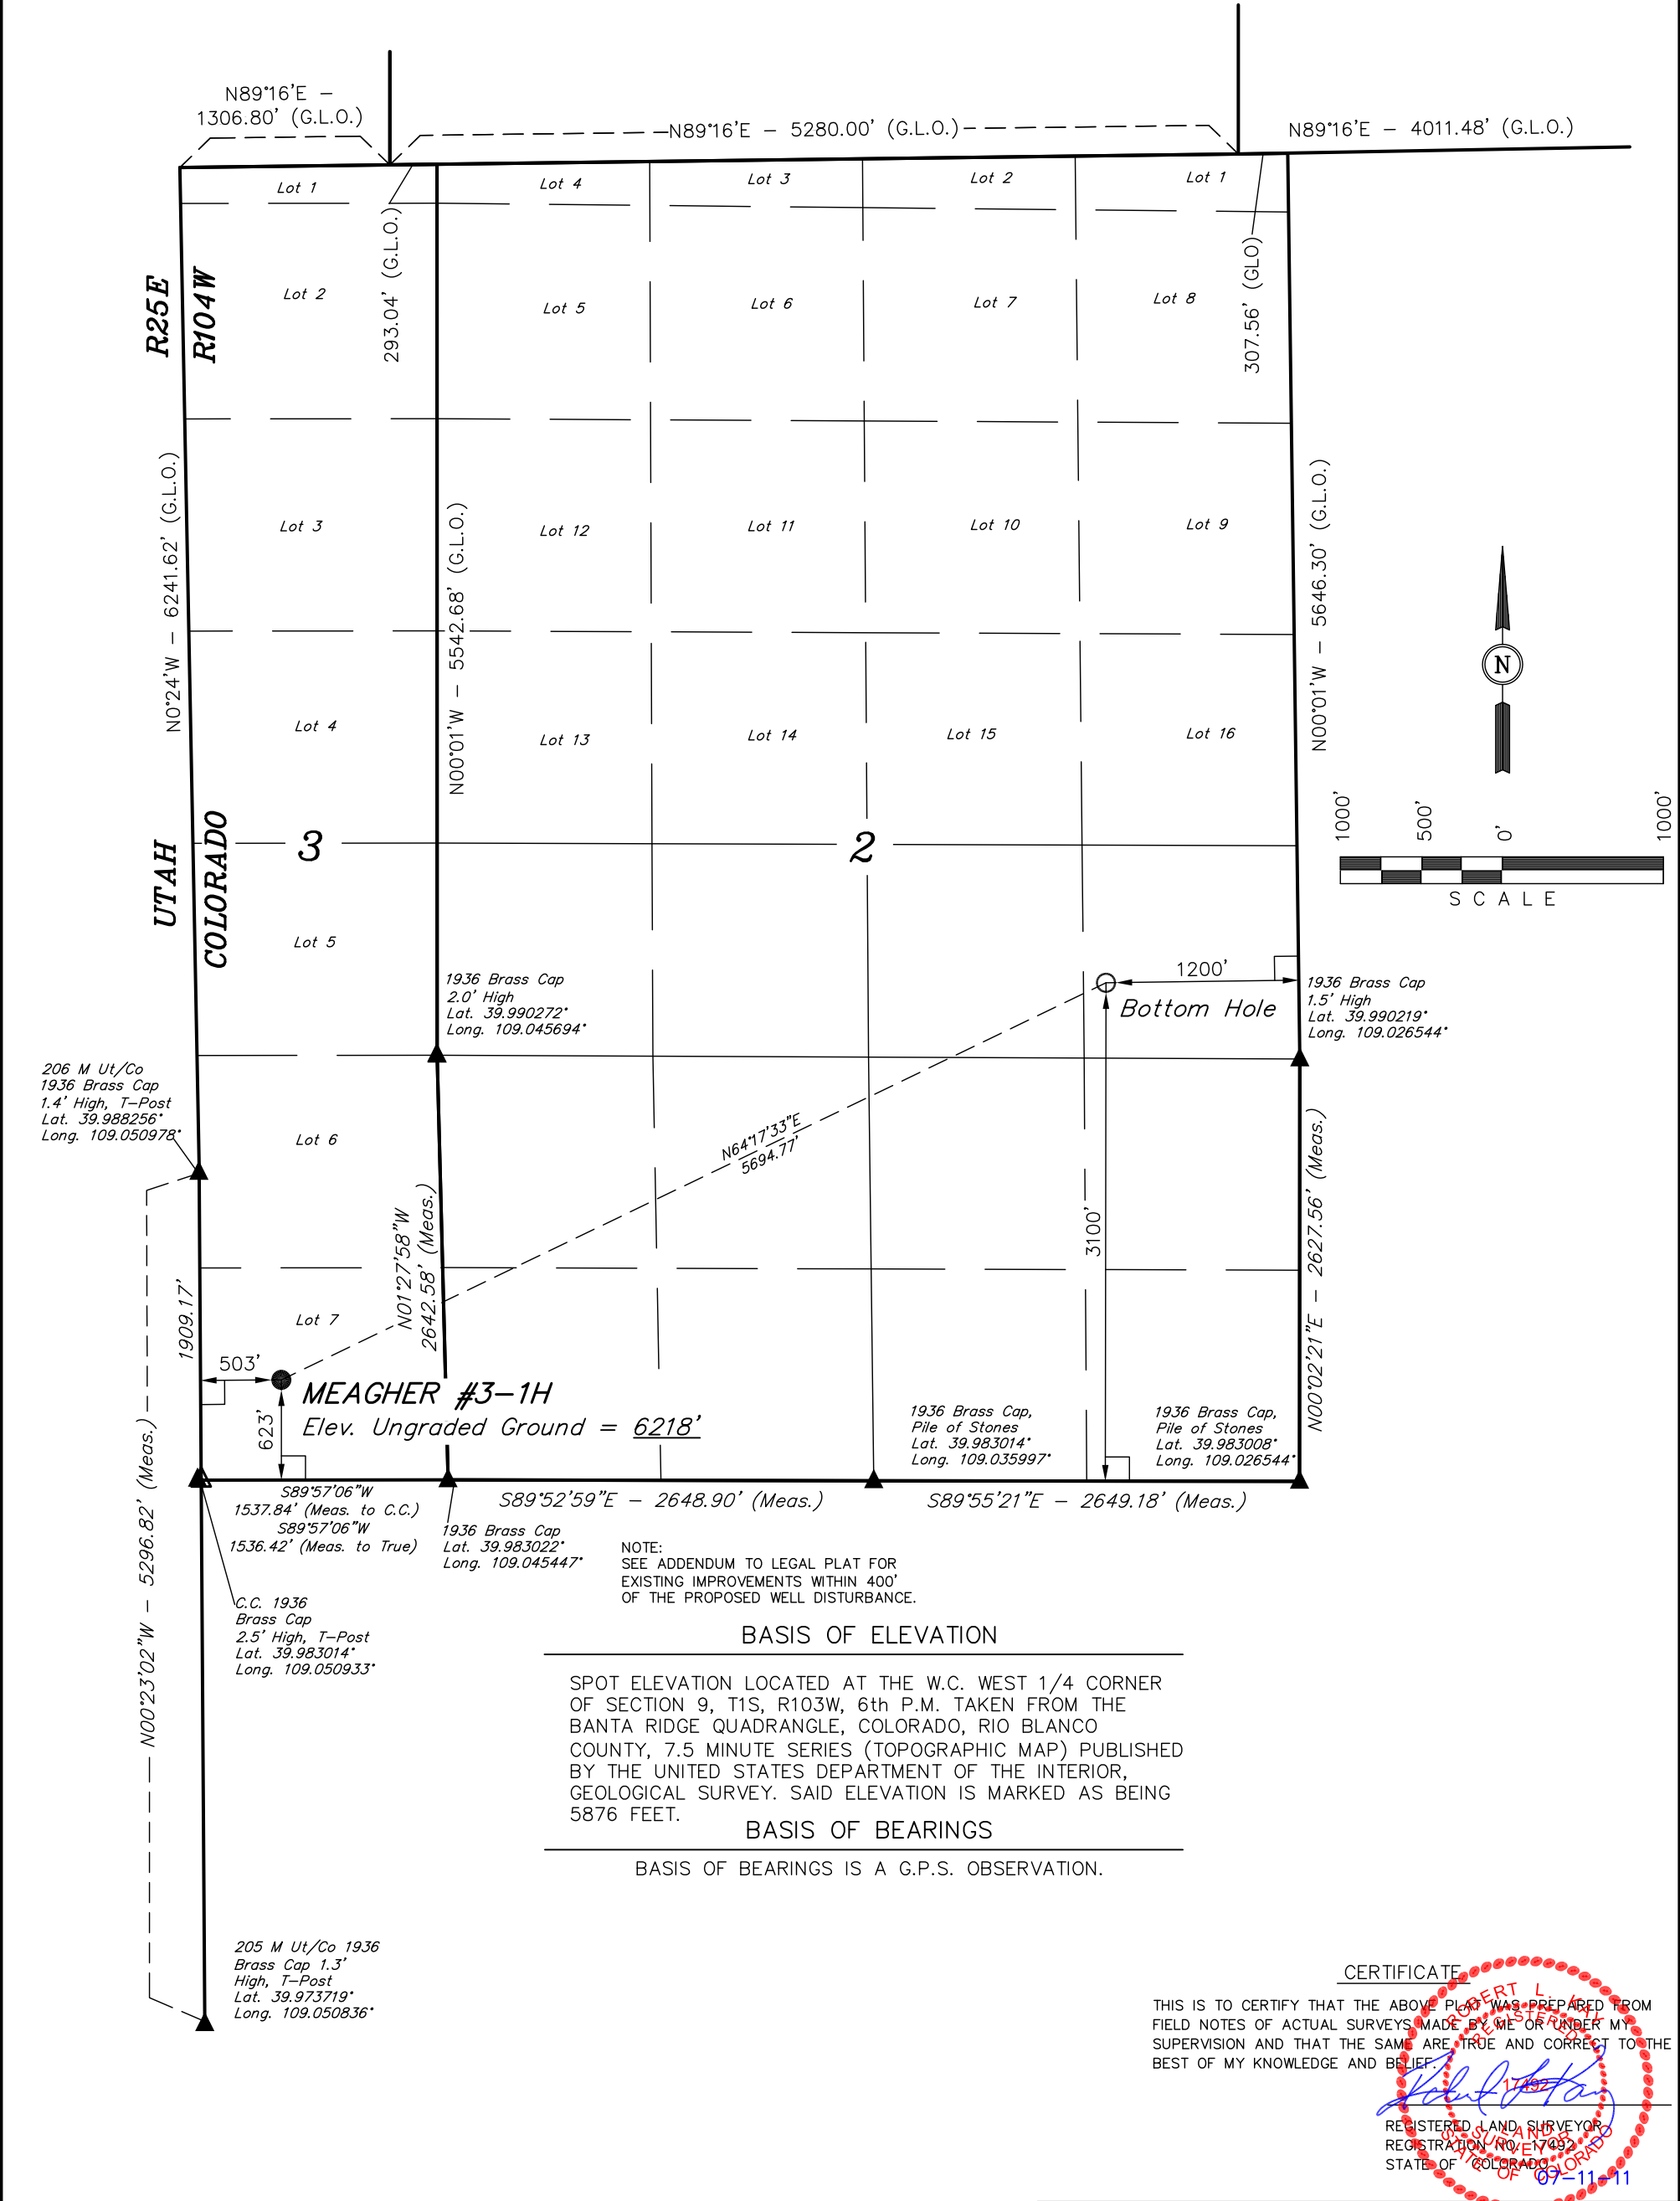 N89°16'E –
1306.80' (G.L.O.)
N89°16'E – 5280.00' (G.L.O.)
N89°16'E – 4011.48' (G.L.O.)
Lot 1
Lot 4
Lot 3
Lot 2
Lot 1
R25E
R104W
Lot 2
293.04' (G.L.O.)
Lot 5
Lot 6
Lot 7
Lot 8
307.56' (GLO)
N0°24'W – 6241.62' (G.L.O.)
Lot 3
N00°01'W – 5542.68' (G.L.O.)
Lot 12
Lot 11
Lot 10
Lot 9
N00°01'W – 5646.30' (G.L.O.)
N
Lot 4
Lot 13
Lot 14
Lot 15
Lot 16
UTAH
COLORADO
3
2
1000'
500'
0'
1000'
SCALE
Lot 5
1936 Brass Cap
2.0' High
Lat. 39.990272°
Long. 109.045694°
1200'
Bottom Hole
1936 Brass Cap
1.5' High
Lat. 39.990219°
Long. 109.026544°
206 M Ut/Co
1936 Brass Cap
1.4' High, T–Post
Lat. 39.988256°
Long. 109.050978°
Lot 6
N64°17'33"E
5694.77'
3100'
N00°02'21"E – 2627.56' (Meas.)
N01°27'58"W
2642.58' (Meas.)
1909.17'
Lot 7
503'
623'
MEAGHER #3–1H
Elev. Ungraded Ground = 6218'
1936 Brass Cap,
Pile of Stones
Lat. 39.983014°
Long. 109.035997°
1936 Brass Cap,
Pile of Stones
Lat. 39.983008°
Long. 109.026544°
N00°23'02"W – 5296.82' (Meas.)
S89°57'06"W
1537.84' (Meas. to C.C.)
S89°57'06"W
1536.42' (Meas. to True)
S89°52'59"E – 2648.90' (Meas.)
S89°55'21"E – 2649.18' (Meas.)
1936 Brass Cap
Lat. 39.983022°
Long. 109.045447°
NOTE:
SEE ADDENDUM TO LEGAL PLAT FOR
EXISTING IMPROVEMENTS WITHIN 400'
OF THE PROPOSED WELL DISTURBANCE.
C.C. 1936
Brass Cap
2.5' High, T–Post
Lat. 39.983014°
Long. 109.050933°
BASIS OF ELEVATION
SPOT ELEVATION LOCATED AT THE W.C. WEST 1/4 CORNER
OF SECTION 9, T1S, R103W, 6th P.M. TAKEN FROM THE
BANTA RIDGE QUADRANGLE, COLORADO, RIO BLANCO
COUNTY, 7.5 MINUTE SERIES (TOPOGRAPHIC MAP) PUBLISHED
BY THE UNITED STATES DEPARTMENT OF THE INTERIOR,
GEOLOGICAL SURVEY. SAID ELEVATION IS MARKED AS BEING
5876 FEET.
BASIS OF BEARINGS
BASIS OF BEARINGS IS A G.P.S. OBSERVATION.
205 M Ut/Co 1936
Brass Cap 1.3'
High, T–Post
Lat. 39.973719°
Long. 109.050836°
CERTIFICATE
THIS IS TO CERTIFY THAT THE ABOVE PLAT WAS PREPARED FROM
FIELD NOTES OF ACTUAL SURVEYS MADE BY ME OR UNDER MY
SUPERVISION AND THAT THE SAME ARE TRUE AND CORRECT TO THE
BEST OF MY KNOWLEDGE AND BELIEF.
ROBERT L. KAY
REGISTERED
17492
Robert L. Kay
LAND
SURVEYOR
STATE OF COLORADO
REGISTERED LAND SURVEYOR
REGISTRATION NO. 17492
STATE OF COLORADO
07–11–11